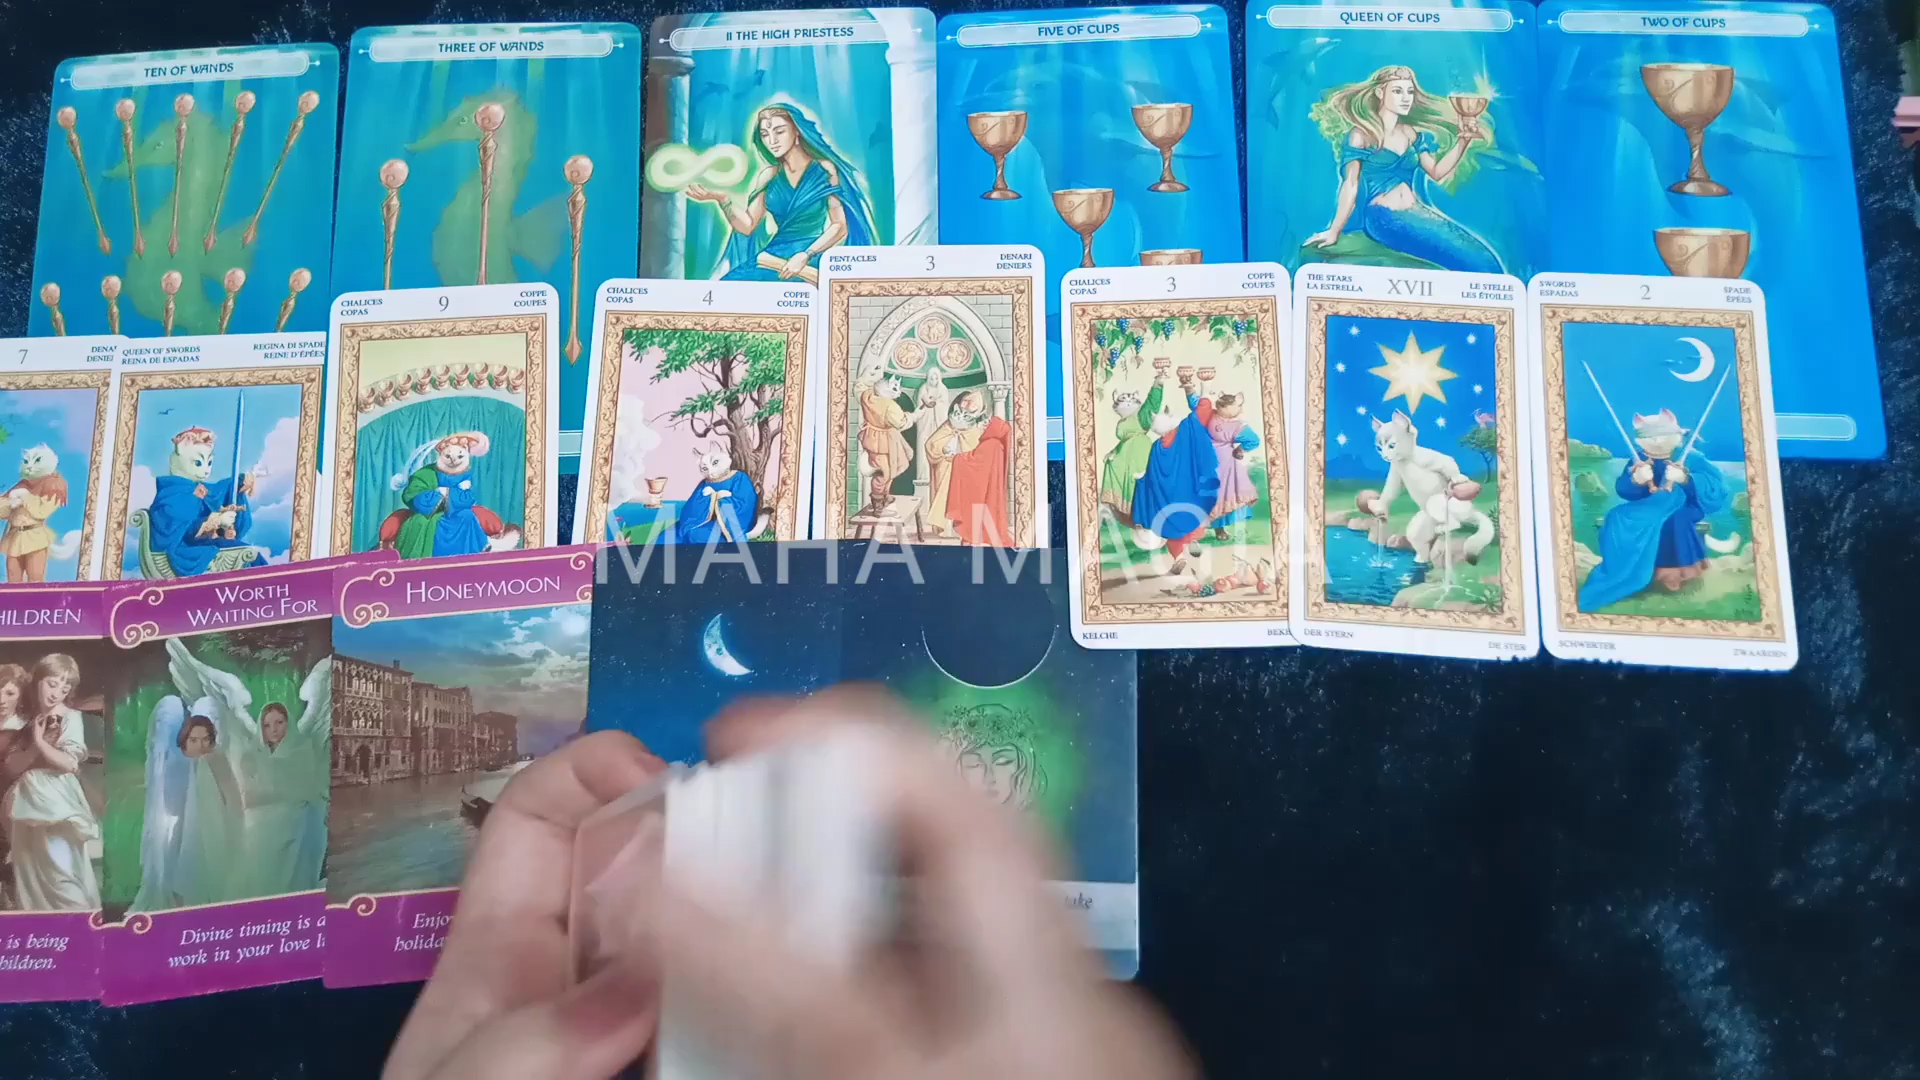 TEN OF WANDS
THREE OF WANDS
II THE HIGH PRIESTESS
FIVE OF CUPS
QUEEN OF CUPS
TWO OF CUPS
7
QUEEN OF SWORDS
REINA DE ESPADAS
REGINA DI SPADE
REINE D'ÉPÉES
CHALICES
COPAS
9
COPPE
COUPES
CHALICES
COPAS
4
COPPE
COUPES
PENTACLES
OROS
3
DENARI
DENIERS
CHALICES
COPAS
3
COPPE
COUPES
KELCHE
THE STARS
LA ESTRELLA
XVII
LE STELLE
LES ÉTOILES
DER STERN
DE STER
SWORDS
ESPADAS
2
SPADE
ÉPÉES
SCHWERTER
ZWAARDEN
MAHA MAGIA
HILDREN
is being
hildren.
WORTH
WAITING FOR
Divine timing is a
work in your love l
HONEYMOON
Enjo
holida
take